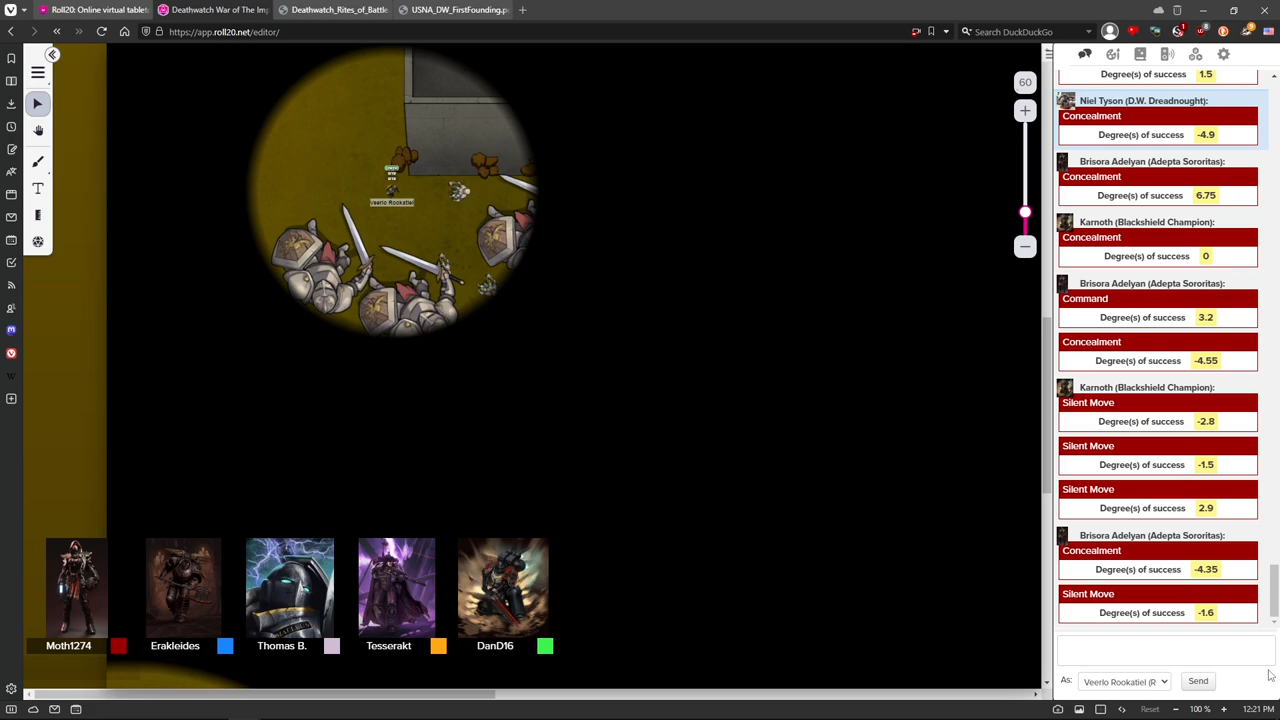 Roll20: Online virtual tablet
Deathwatch War of The Imp
Deathwatch_Rites_of_Battle
USNA_DW_FirstFounding.p
https://app.roll20.net/editor/
Search DuckDuckGo
60
Veerlo Rookatiel
Degree(s) of success 1.5
Niel Tyson (D.W. Dreadnought):
Concealment
Degree(s) of success -4.9
Brisora Adelyan (Adepta Sororitas):
Concealment
Degree(s) of success 6.75
Karnoth (Blackshield Champion):
Concealment
Degree(s) of success 0
Brisora Adelyan (Adepta Sororitas):
Command
Degree(s) of success 3.2
Concealment
Degree(s) of success -4.55
Karnoth (Blackshield Champion):
Silent Move
Degree(s) of success -2.8
Silent Move
Degree(s) of success -1.5
Silent Move
Degree(s) of success 2.9
Brisora Adelyan (Adepta Sororitas):
Concealment
Degree(s) of success -4.35
Silent Move
Degree(s) of success -1.6
Moth1274
Erakleides
Thomas B.
Tesserakt
DanD16
As: Veerlo Rookatiel (R
Send
Reset
100 %
12:21 PM